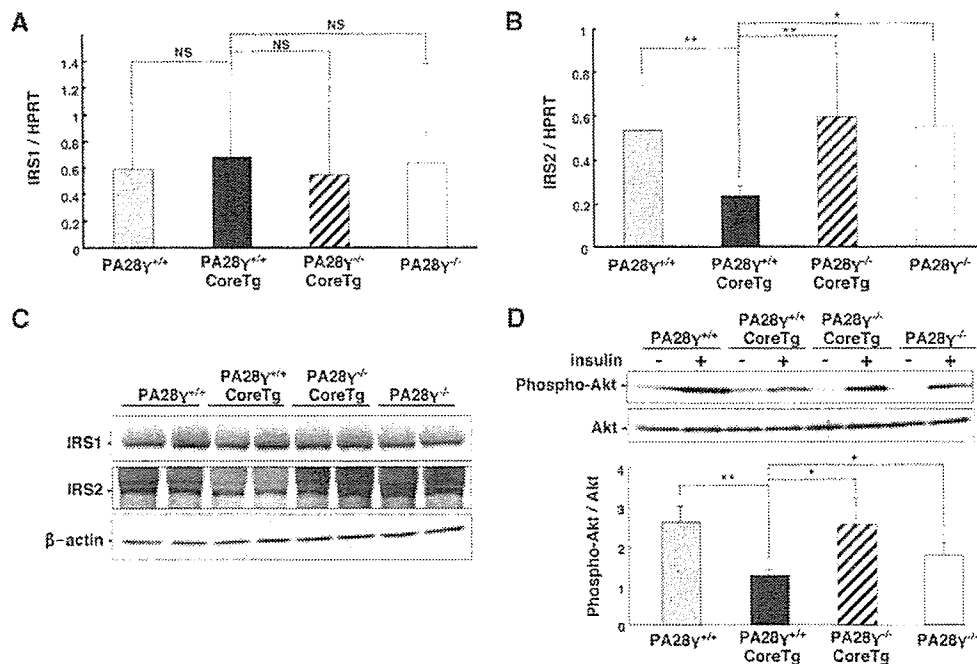 A
NS
NS
NS
IRS1 / HPRT
1.4
1.2
1
0.8
0.6
0.4
0.2
0
PA28γ+/+
PA28γ+/+
CoreTg
PA28γ-/-
CoreTg
PA28γ-/-
B
*
**
**
IRS2 / HPRT
1
0.8
0.6
0.4
0.2
0
PA28γ+/+
PA28γ+/+
CoreTg
PA28γ-/-
CoreTg
PA28γ-/-
C
PA28γ+/+
PA28γ+/+
CoreTg
PA28γ-/-
CoreTg
PA28γ-/-
IRS1
IRS2
β-actin
D
PA28γ+/+
PA28γ+/+
CoreTg
PA28γ-/-
CoreTg
PA28γ-/-
insulin - + - + - + - +
Phospho-Akt
Akt
**
*
*
Phospho-Akt / Akt
4
3
2
1
0
PA28γ+/+
PA28γ+/+
CoreTg
PA28γ-/-
CoreTg
PA28γ-/-